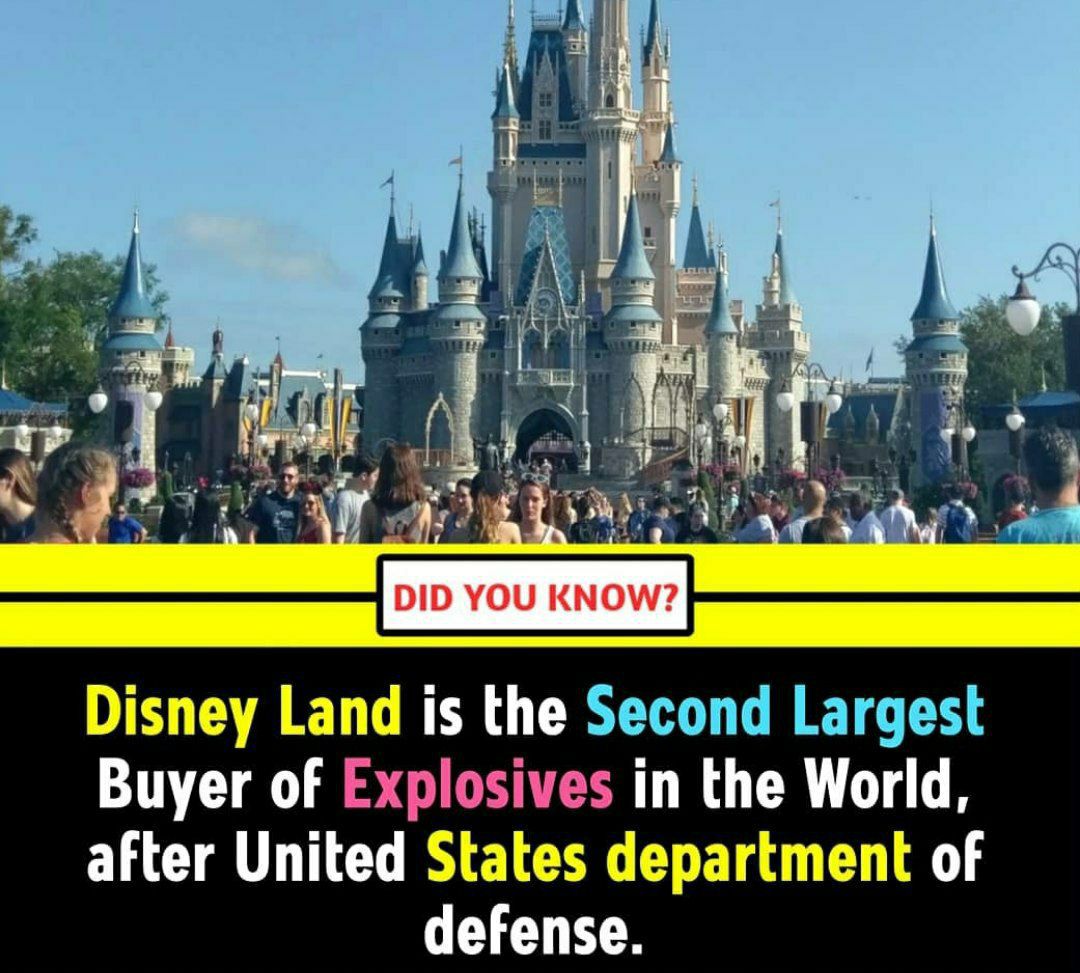 DID YOU KNOW?
Disney Land is the Second Largest
Buyer of Explosives in the World,
after United States department of
defense.